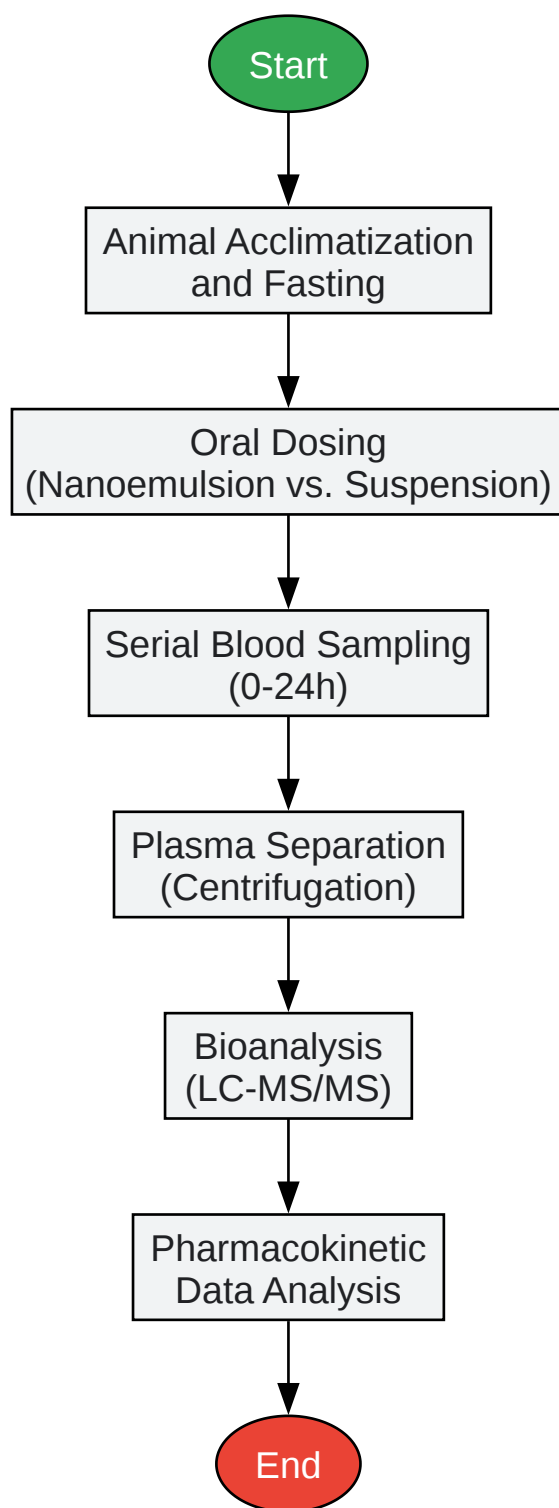 Start
Animal Acclimatization
and Fasting
Oral Dosing
(Nanoemulsion vs. Suspension)
Serial Blood Sampling
(0-24h)
Plasma Separation
(Centrifugation)
Bioanalysis
(LC-MS/MS)
Pharmacokinetic
Data Analysis
End